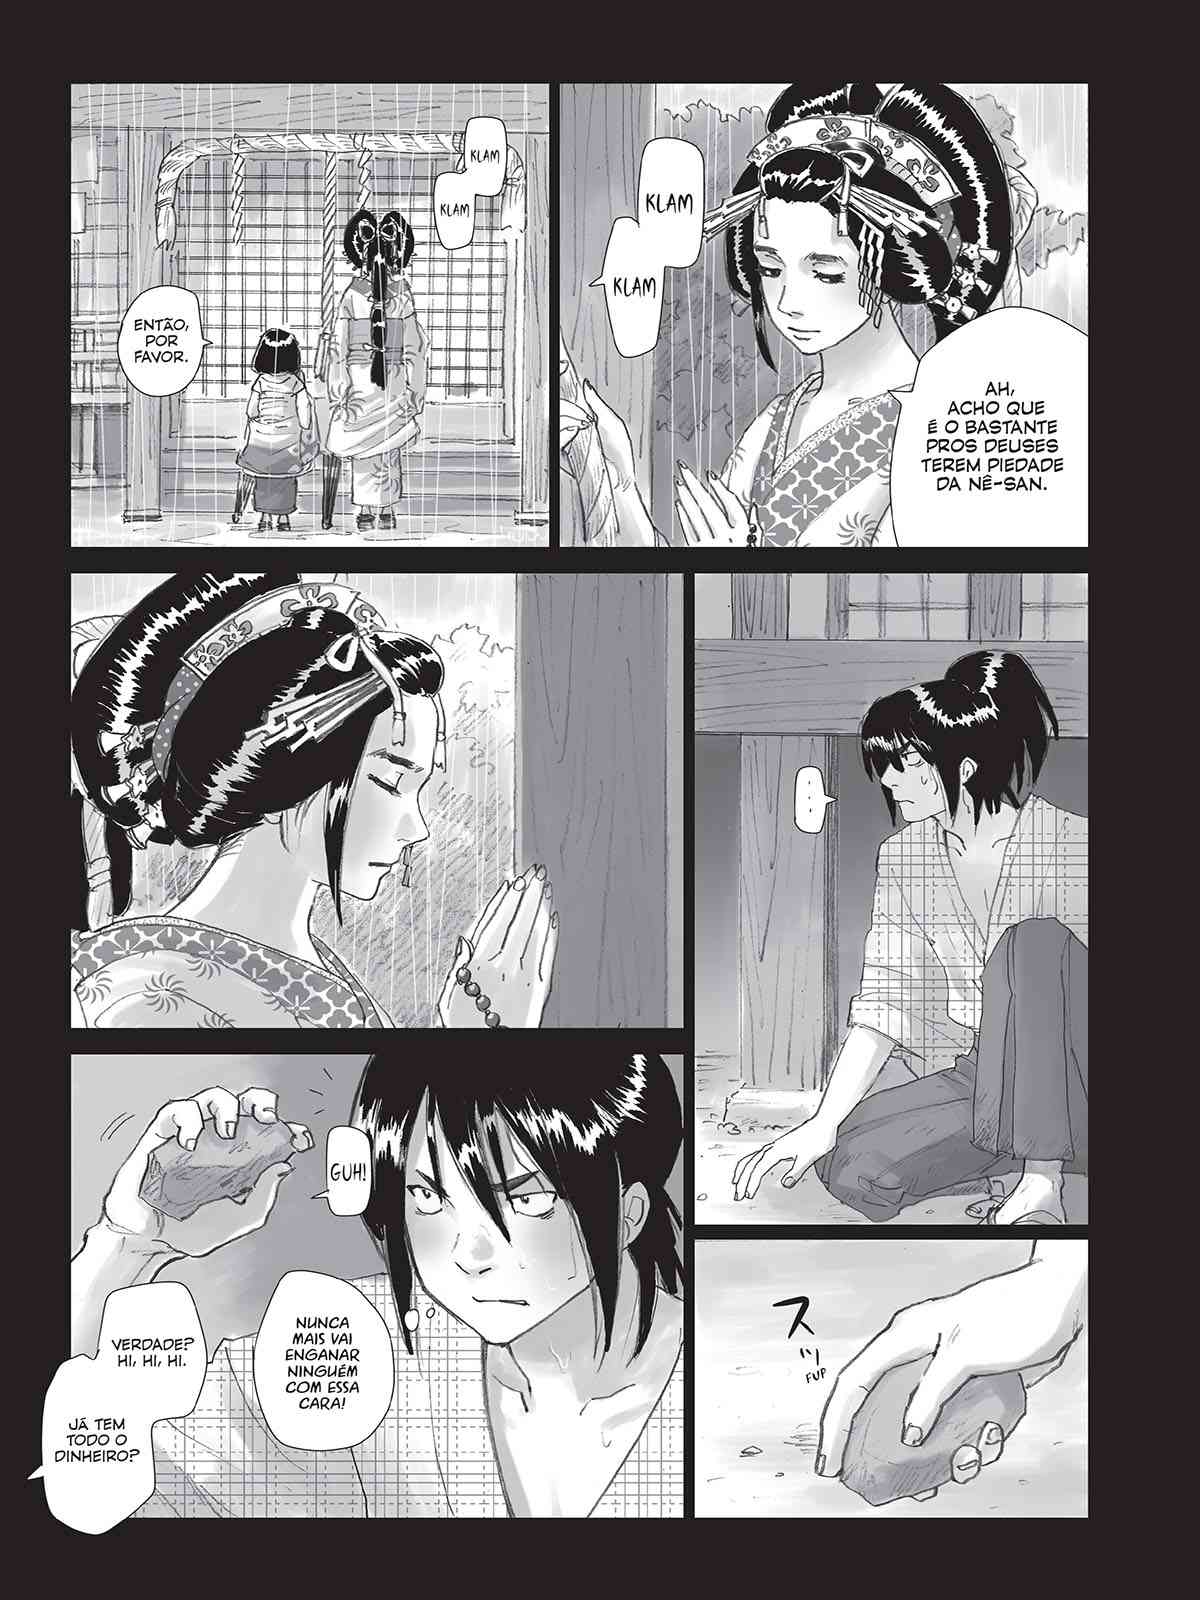 AH,
ACHO QUE
É O BASTANTE
PROS DEUSES
TEREM PIEDADE
DA NÊ-SAN.
KLAM
KLAM
KLAM
KLAM
ENTÃO,
POR
FAVOR.
...
スッ
FUP
GUH!
NUNCA
MAIS VAI
ENGANAR
NINGUÉM
COM ESSA
CARA!
VERDADE?
HI, HI, HI.
JÁ TEM
TODO O
DINHEIRO?